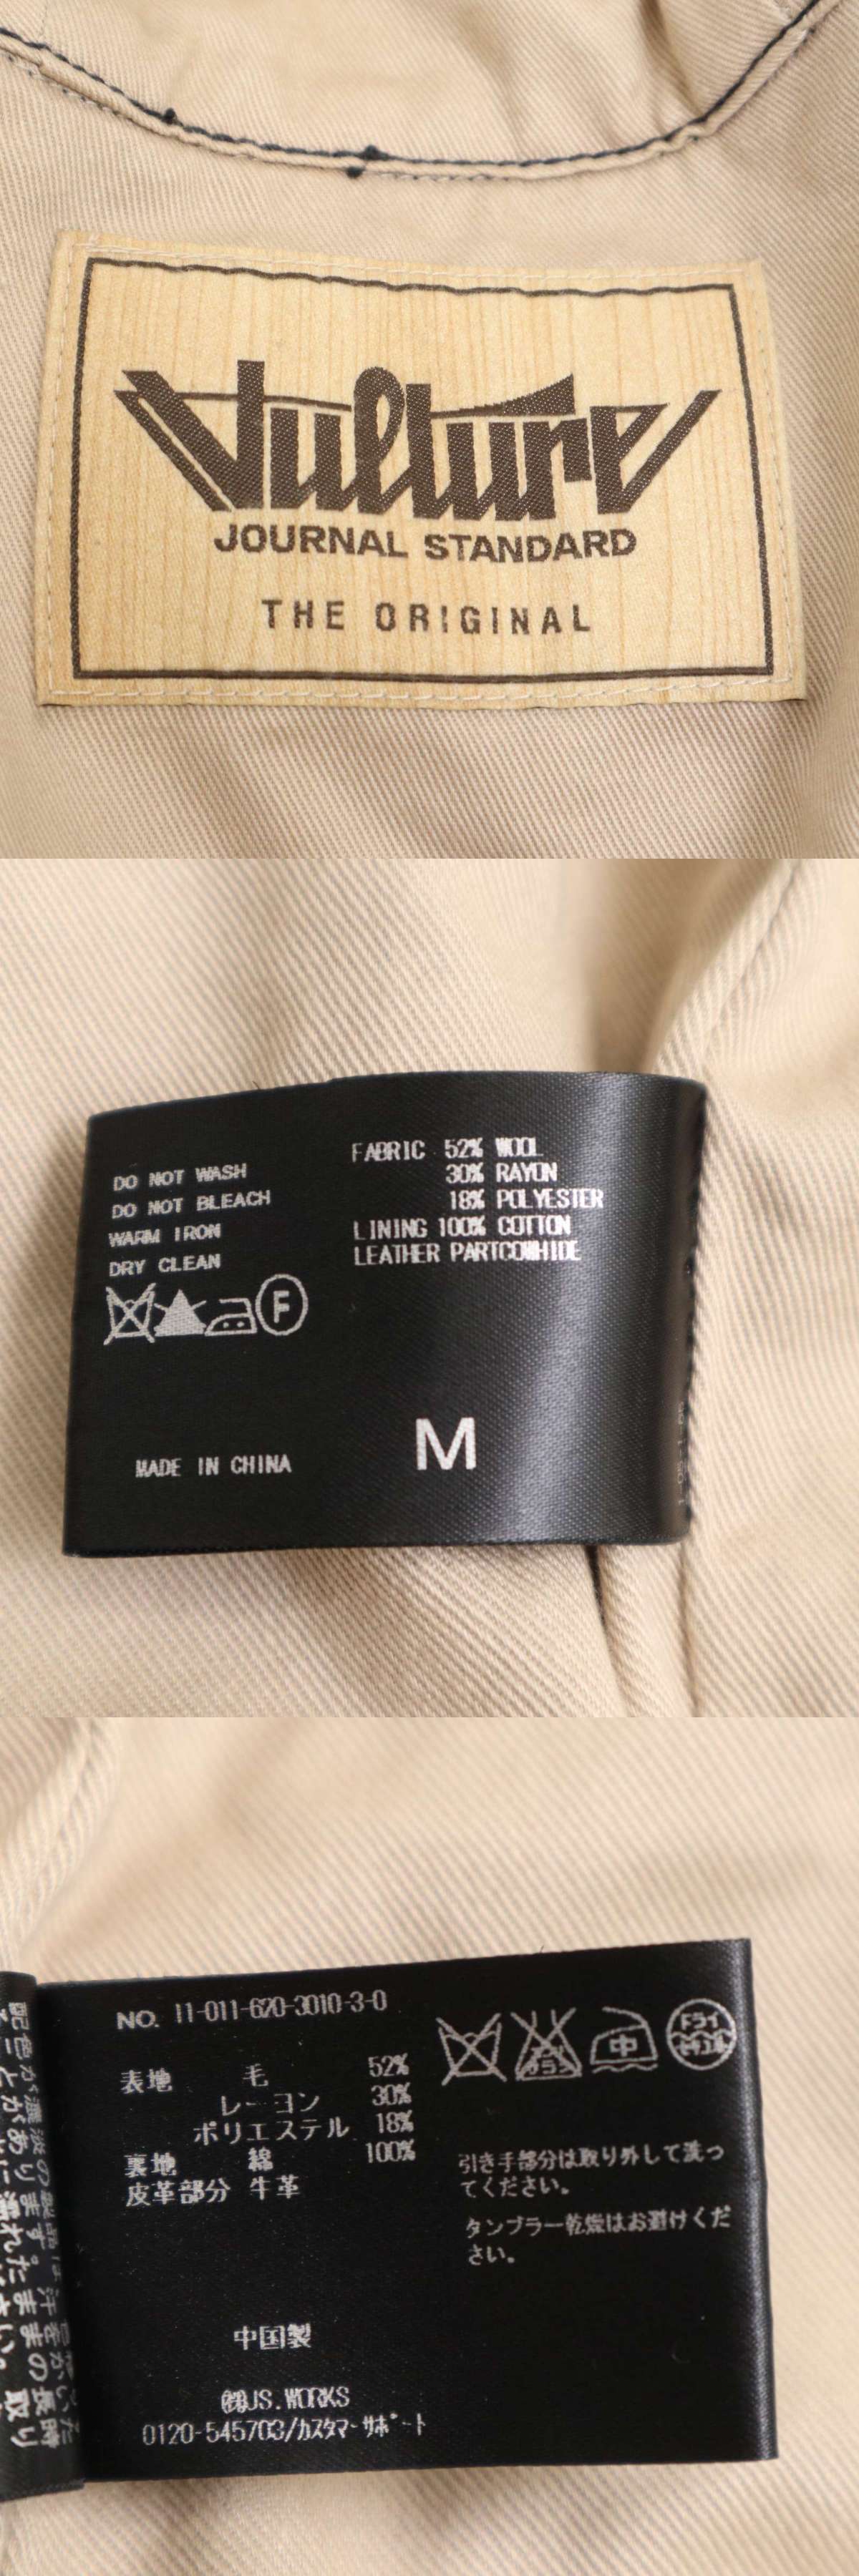 Vulture
JOURNAL STANDARD
THE ORIGINAL
DO NOT WASH
DO NOT BLEACH
WARM IRON
DRY CLEAN
F
FABRIC 52% WOOL
30% RAYON
18% POLYESTER
LINING 100% COTTON
LEATHER PARTCOWHIDE
M
MADE IN CHINA
NO. 11-011-620-3010-3-0
表地 毛 52%
レーヨン 30%
ポリエステル 18%
裏地 綿 100%
皮革部分 牛革
中
ドライ
引き手部分は取り外して洗っ
てください。
タンブラー乾燥はお避けくだ
さい。
中国製
㈱JS.WORKS
0120-545703/カスタマーサポート